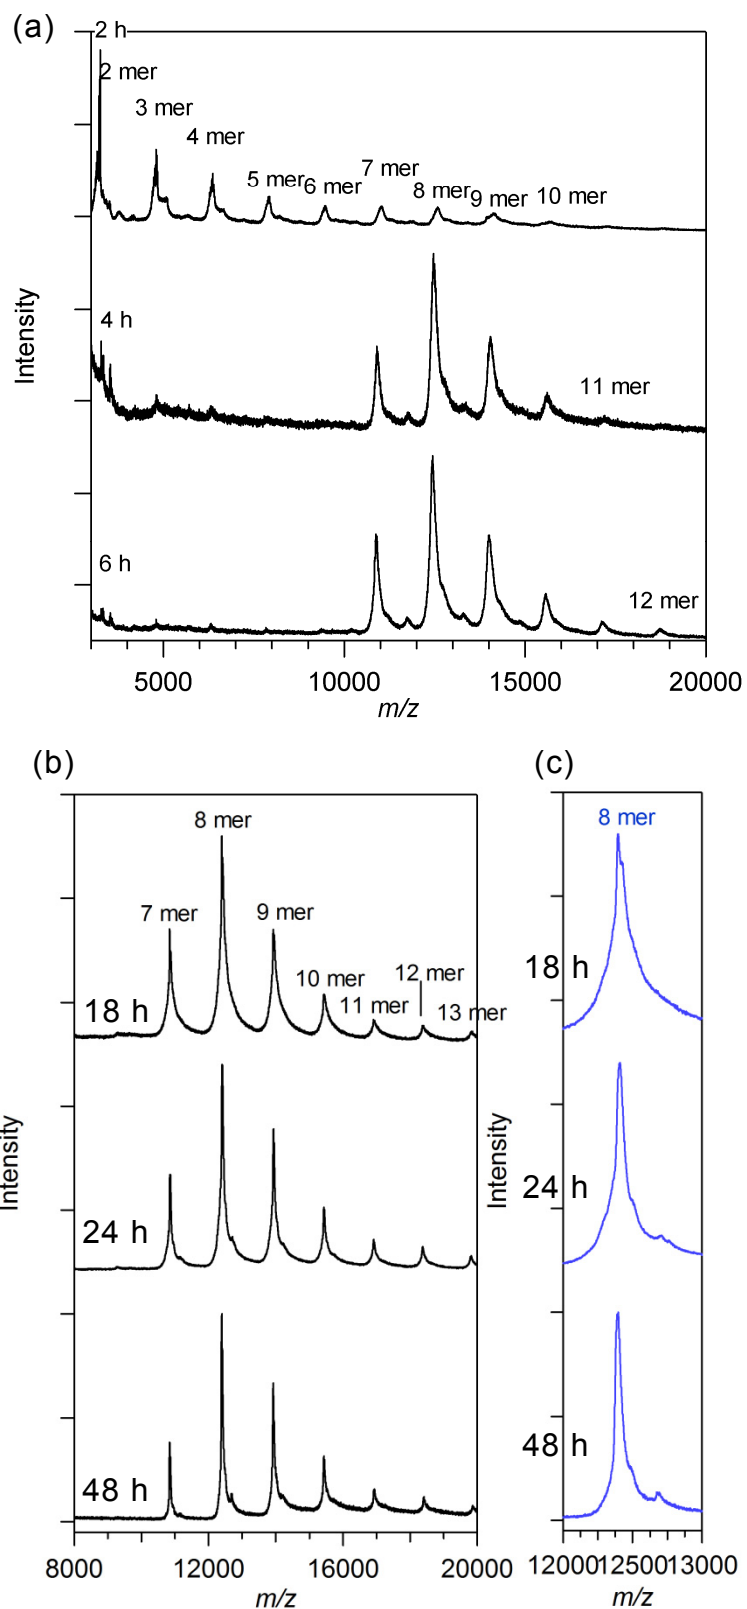 (a)
2 h
2 mer
3 mer
4 mer
5 mer
6 mer
7 mer
8 mer
9 mer
10 mer
4 h
11 mer
6 h
12 mer
Intensity
5000 10000 15000 20000
m/z
(b)
7 mer
8 mer
9 mer
10 mer
11 mer
12 mer
13 mer
18 h
24 h
48 h
Intensity
8000 12000 16000 20000
m/z
(c)
8 mer
18 h
24 h
48 h
Intensity
12000 12500 13000
m/z